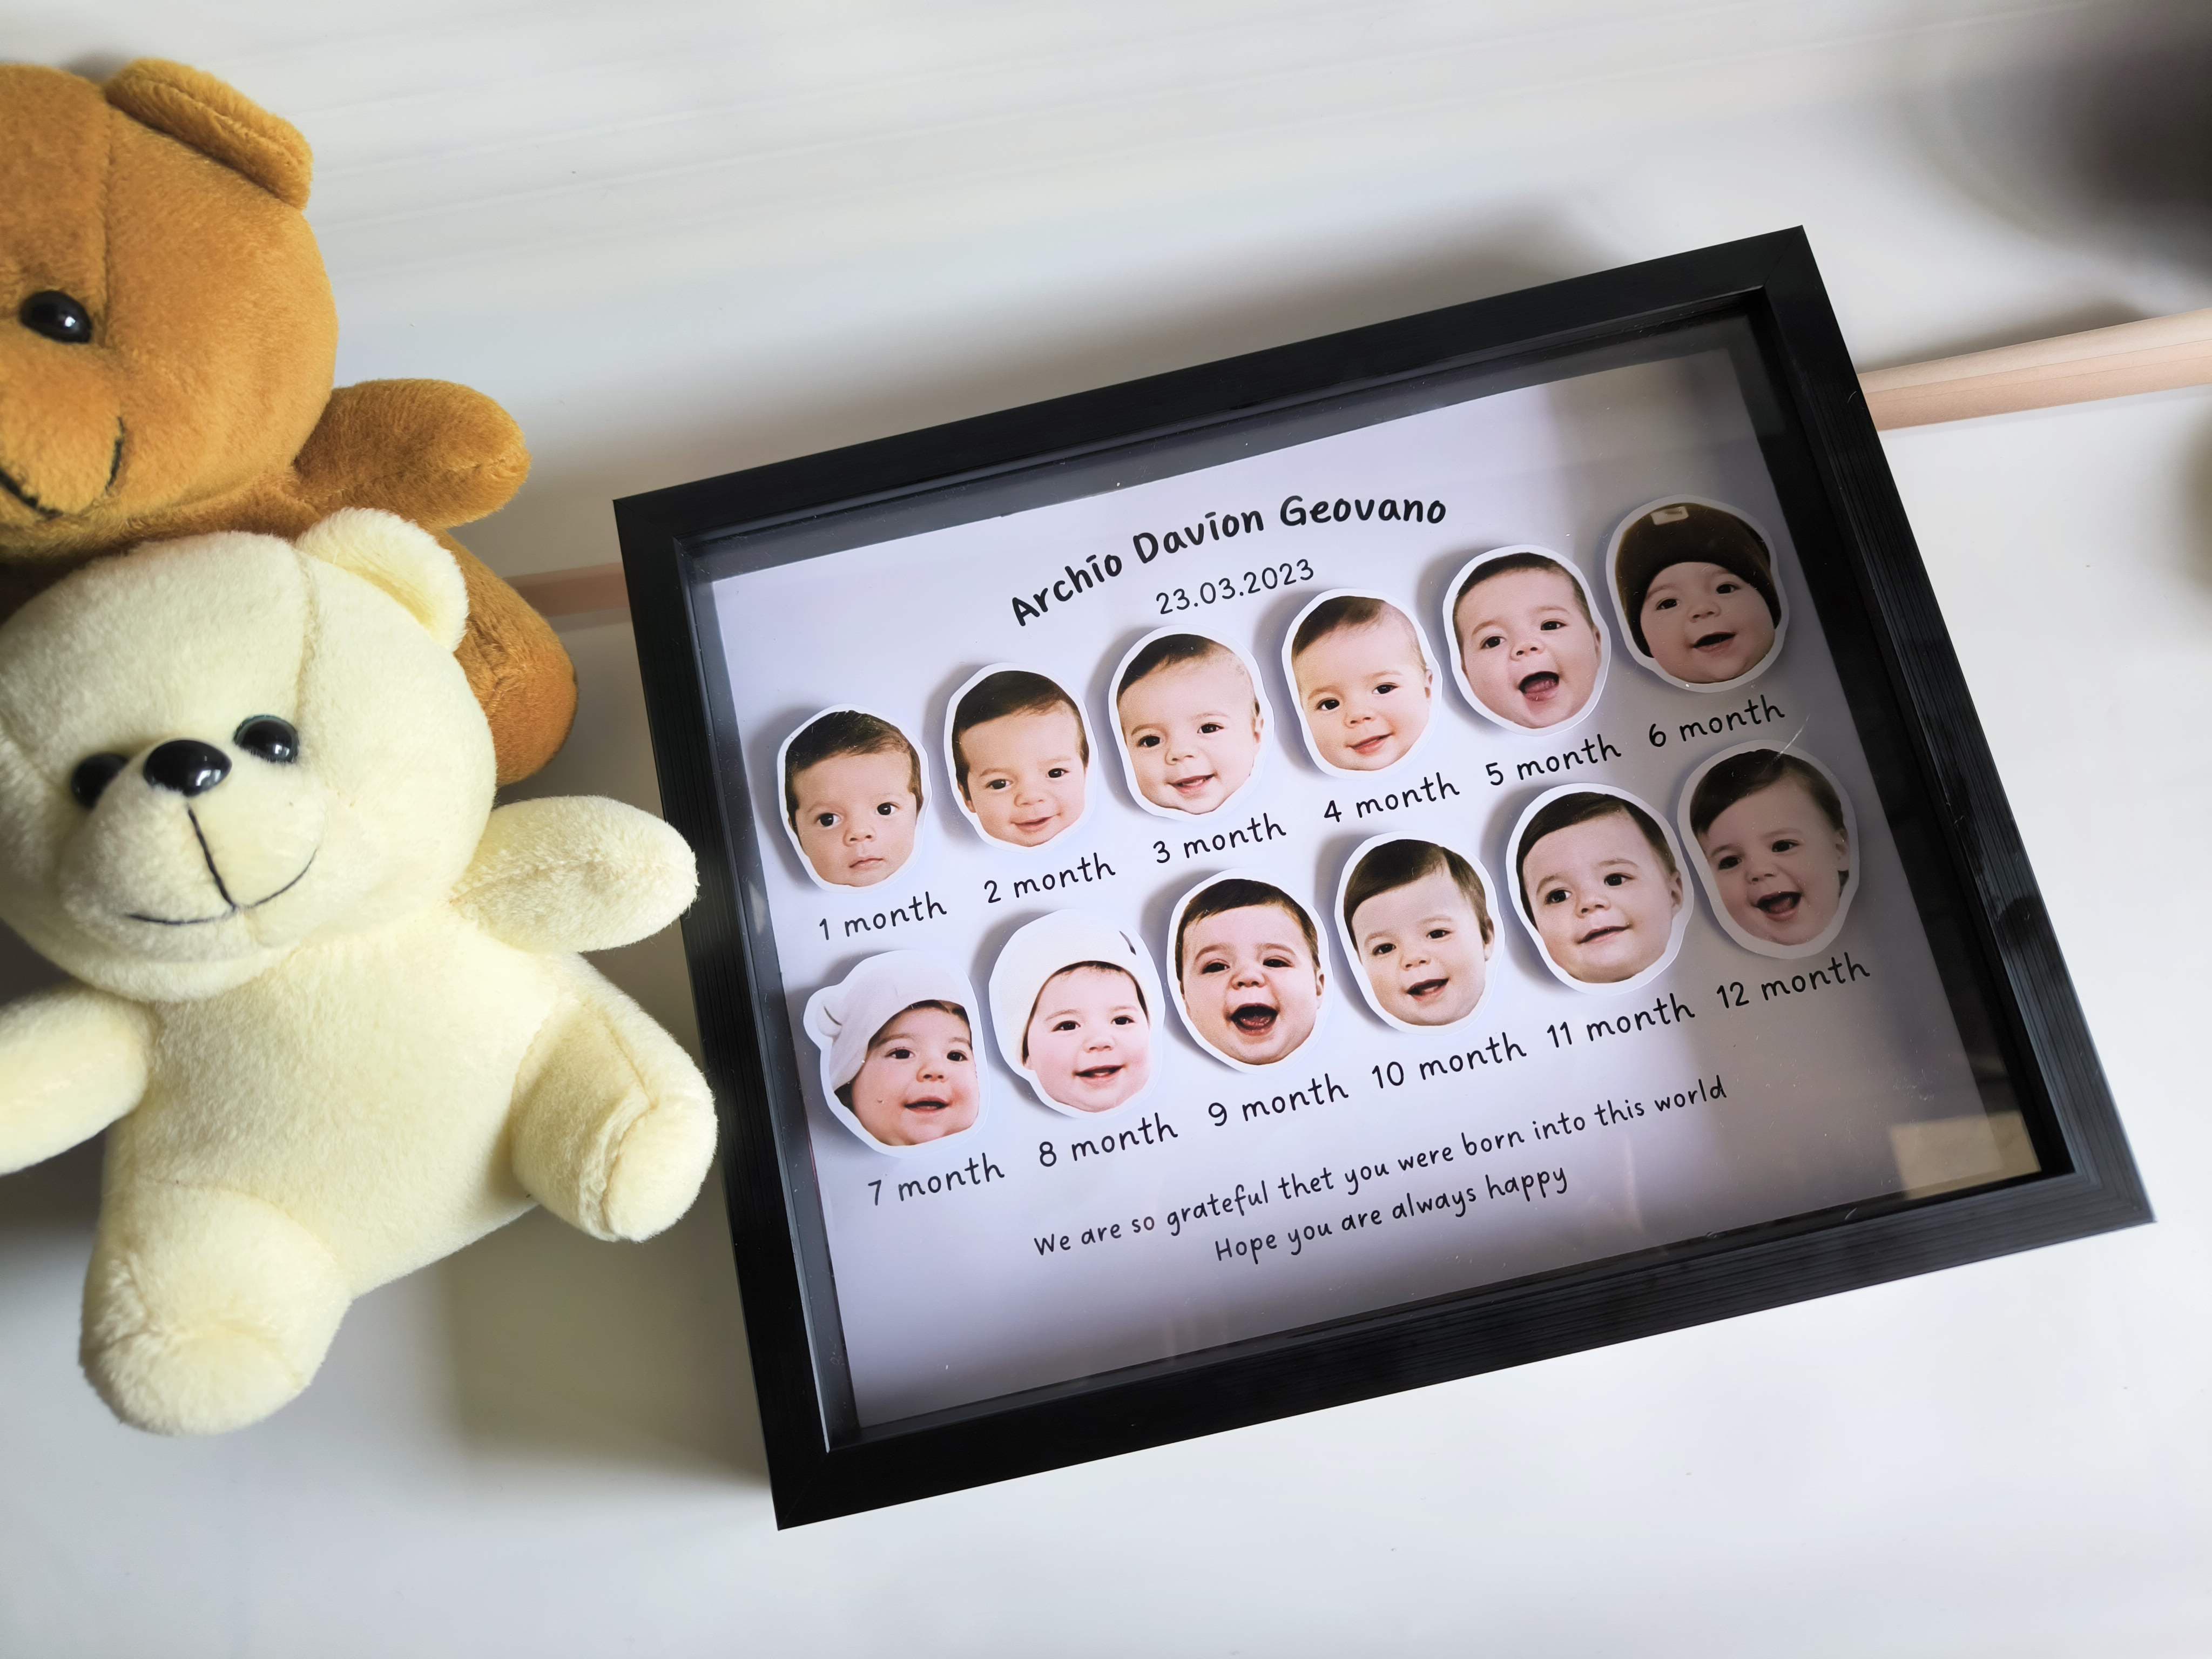 Archio Davion Geovano
23.03.2023
1 month 2 month 3 month 4 month 5 month 6 month
7 month 8 month 9 month 10 month 11 month 12 month
We are so grateful thet you were born into this world
Hope you are always happy